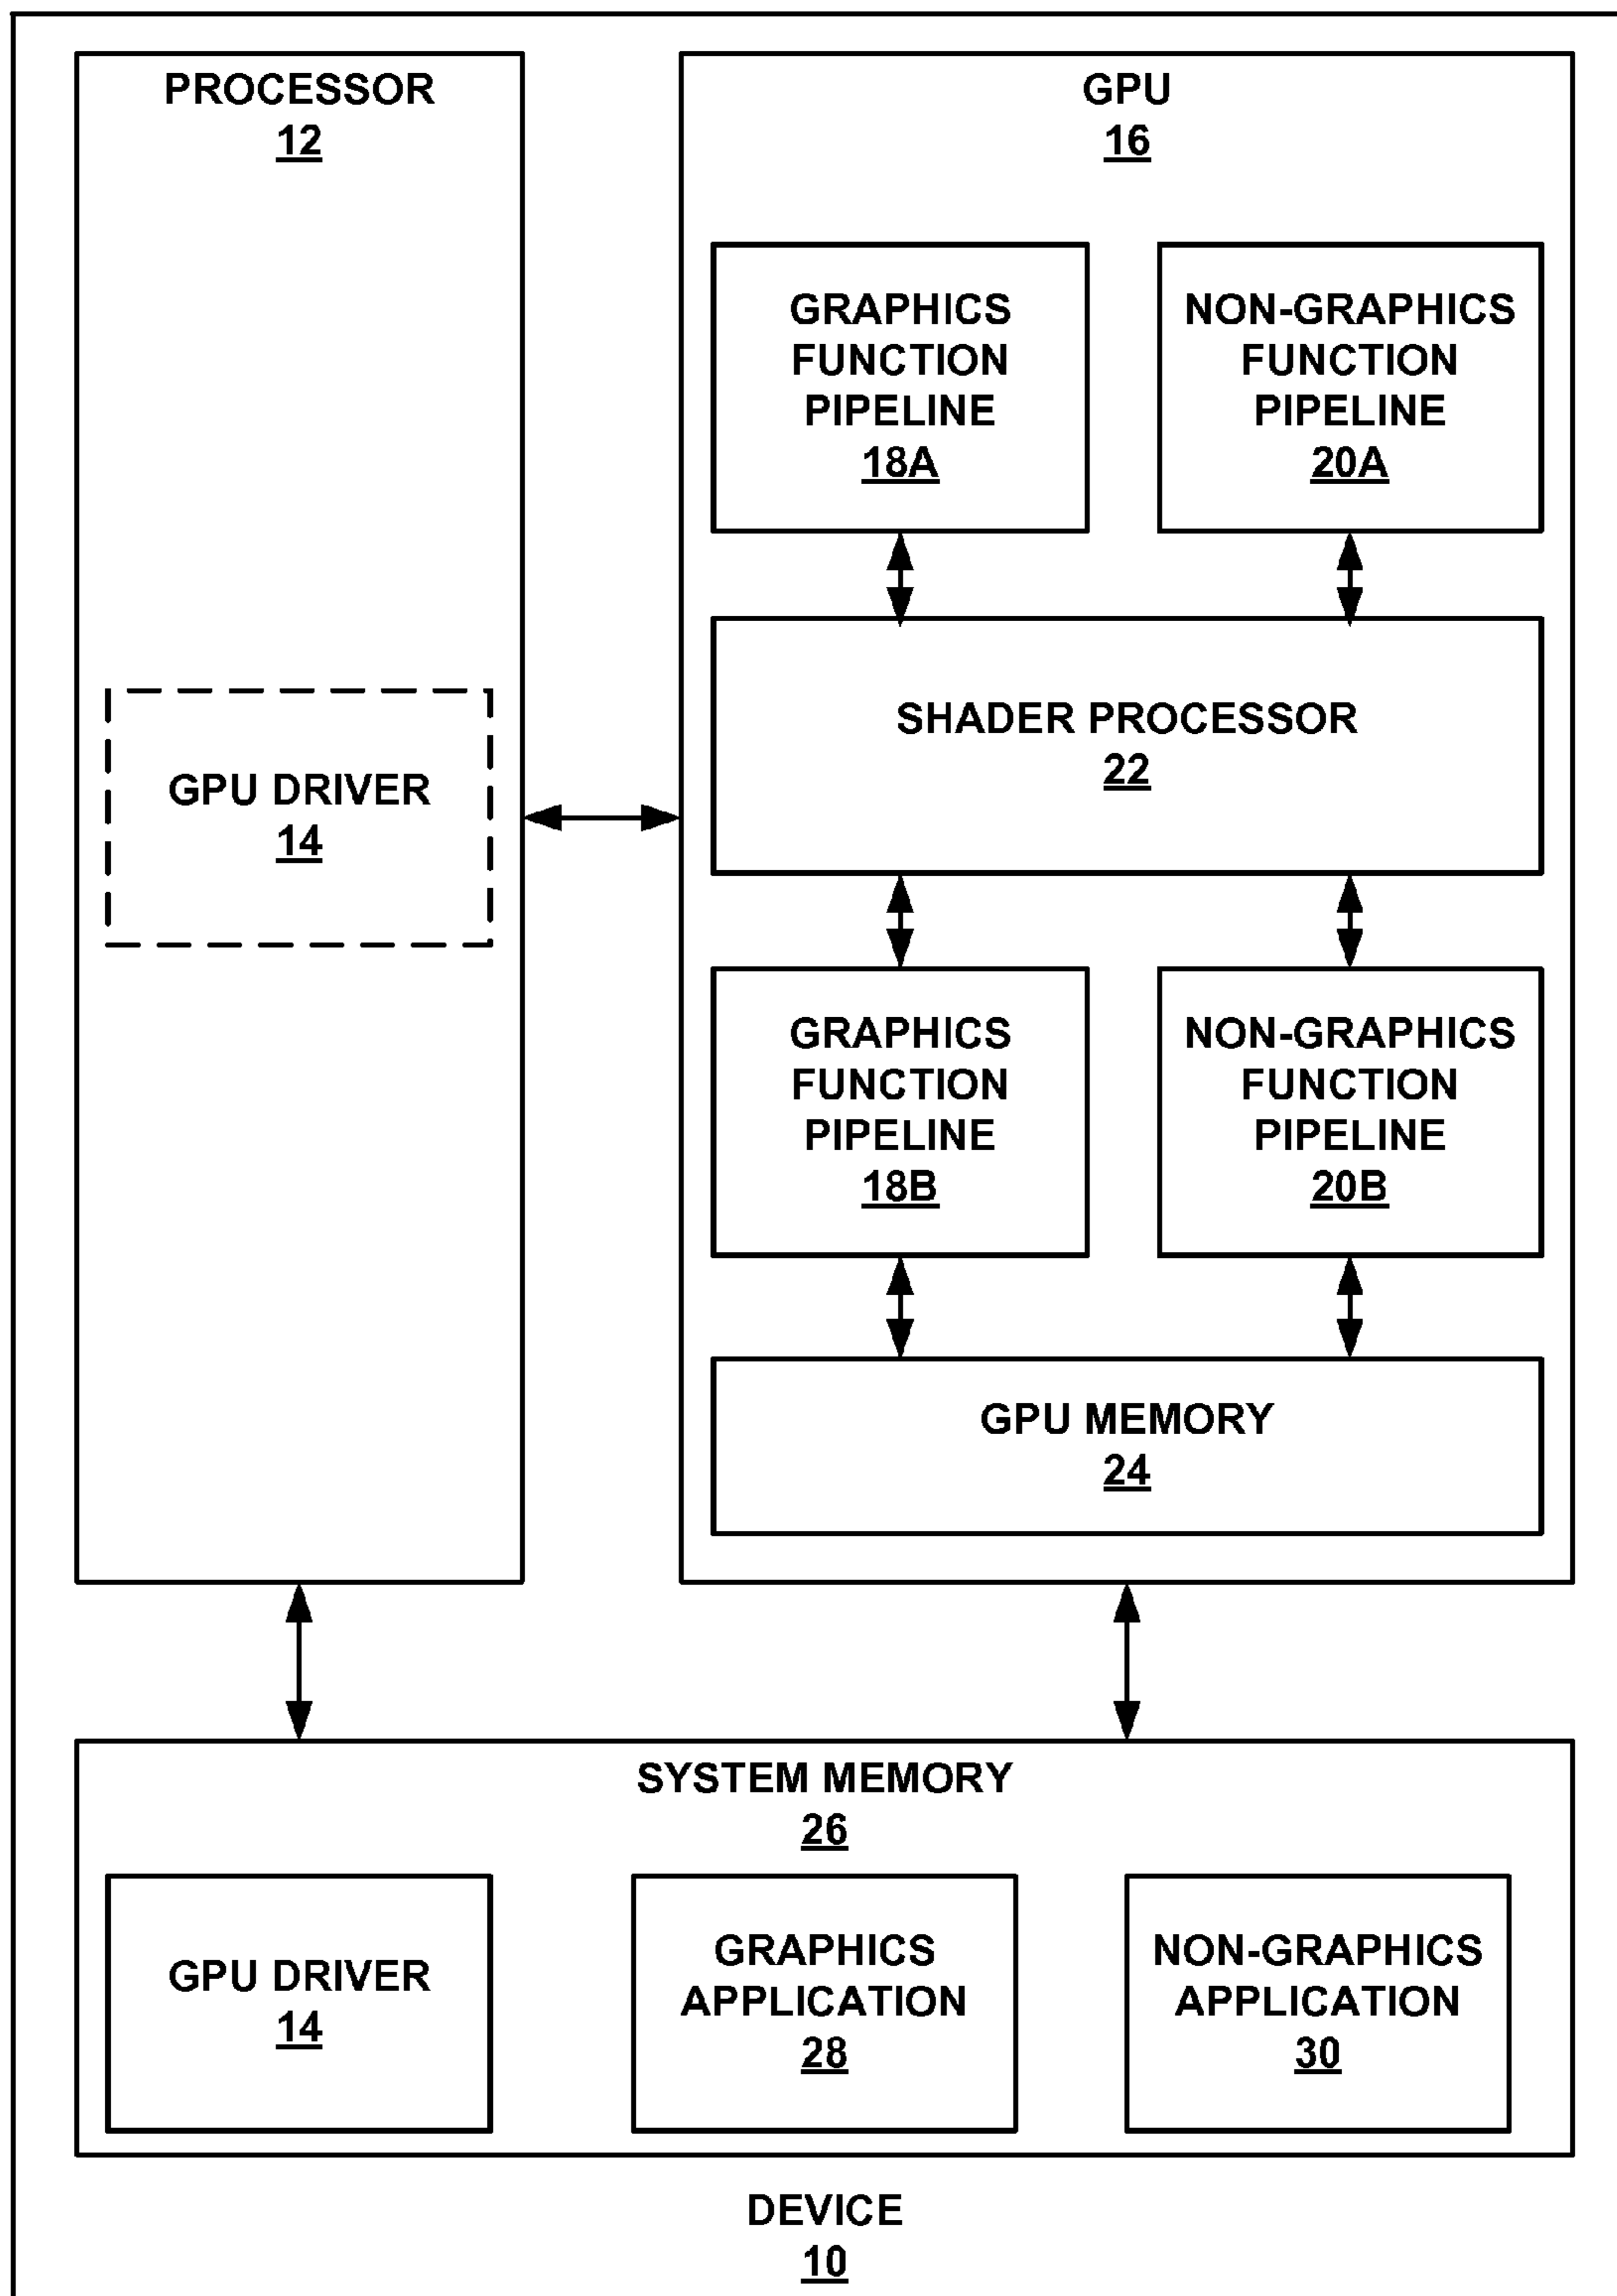 PROCESSOR
12
GPU
16
GRAPHICS
FUNCTION
PIPELINE
18A
NON-GRAPHICS
FUNCTION
PIPELINE
20A
SHADER PROCESSOR
22
GPU DRIVER
14
GRAPHICS
FUNCTION
PIPELINE
18B
NON-GRAPHICS
FUNCTION
PIPELINE
20B
GPU MEMORY
24
SYSTEM MEMORY
26
GPU DRIVER
14
GRAPHICS
APPLICATION
28
NON-GRAPHICS
APPLICATION
30
DEVICE
10